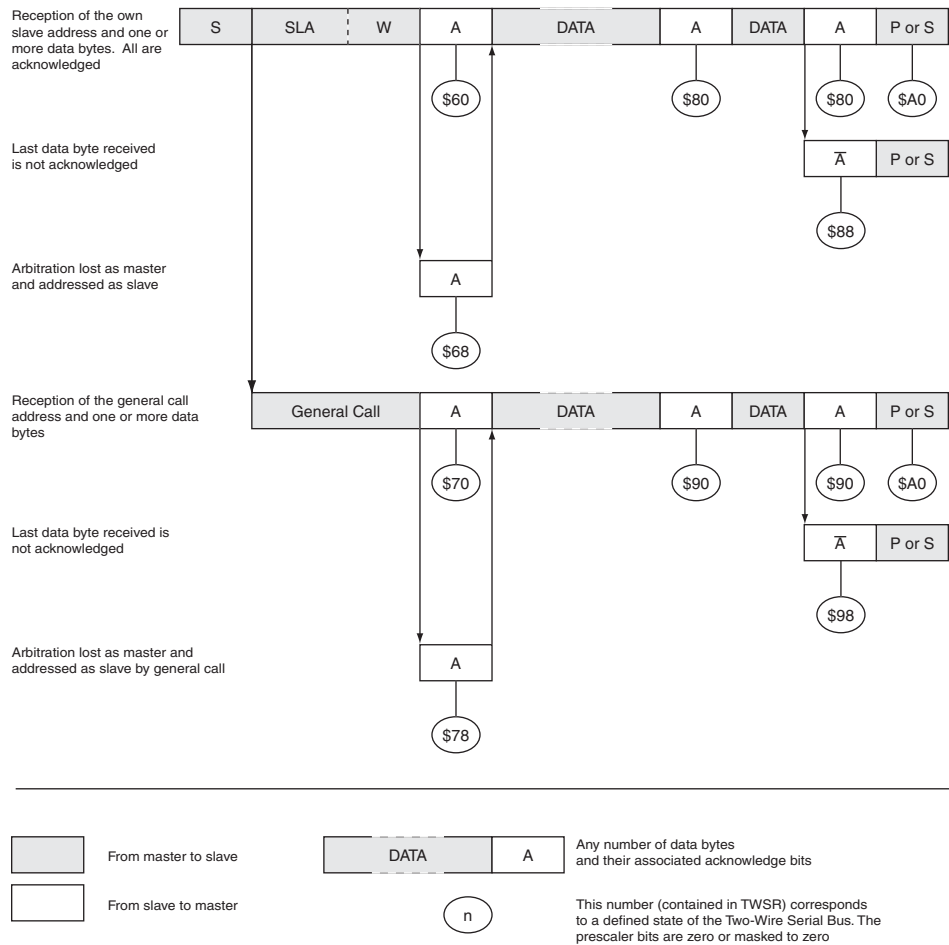 Reception of the own
slave address and one or
more data bytes. All are
acknowledged
S SLA W A DATA A DATA A P or S
$60 $80 $80 $A0
Last data byte received
is not acknowledged
A̅ P or S
$88
Arbitration lost as master
and addressed as slave
A
$68
Reception of the general call
address and one or more data
bytes
General Call A DATA A DATA A P or S
$70 $90 $90 $A0
Last data byte received is
not acknowledged
A̅ P or S
$98
Arbitration lost as master and
addressed as slave by general call
A
$78
From master to slave
DATA A
Any number of data bytes
and their associated acknowledge bits
From slave to master
n
This number (contained in TWSR) corresponds
to a defined state of the Two-Wire Serial Bus. The
prescaler bits are zero or masked to zero